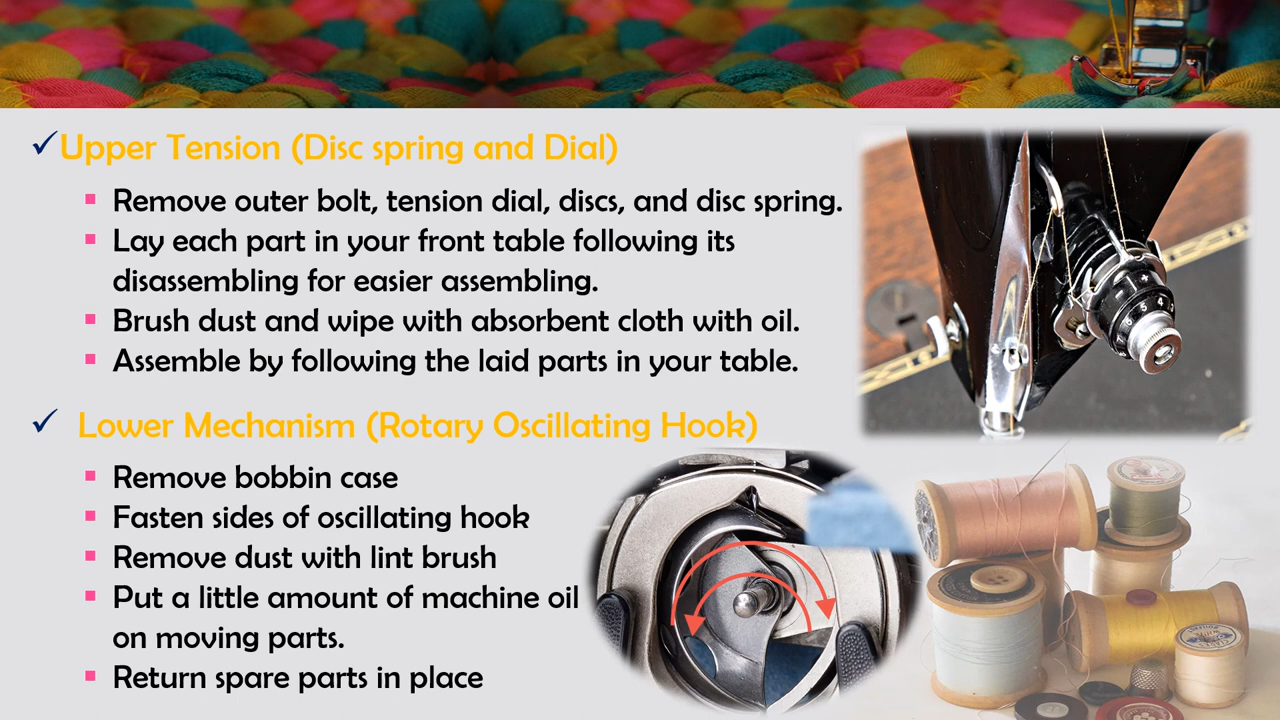 Upper Tension (Disc spring and Dial)
Remove outer bolt, tension dial, discs, and disc spring.
Lay each part in your front table following its
disassembling for easier assembling.
Brush dust and wipe with absorbent cloth with oil.
Assemble by following the laid parts in your table.
Lower Mechanism (Rotary Oscillating Hook)
Remove bobbin case
Fasten sides of oscillating hook
Remove dust with lint brush
Put a little amount of machine oil
on moving parts.
Return spare parts in place